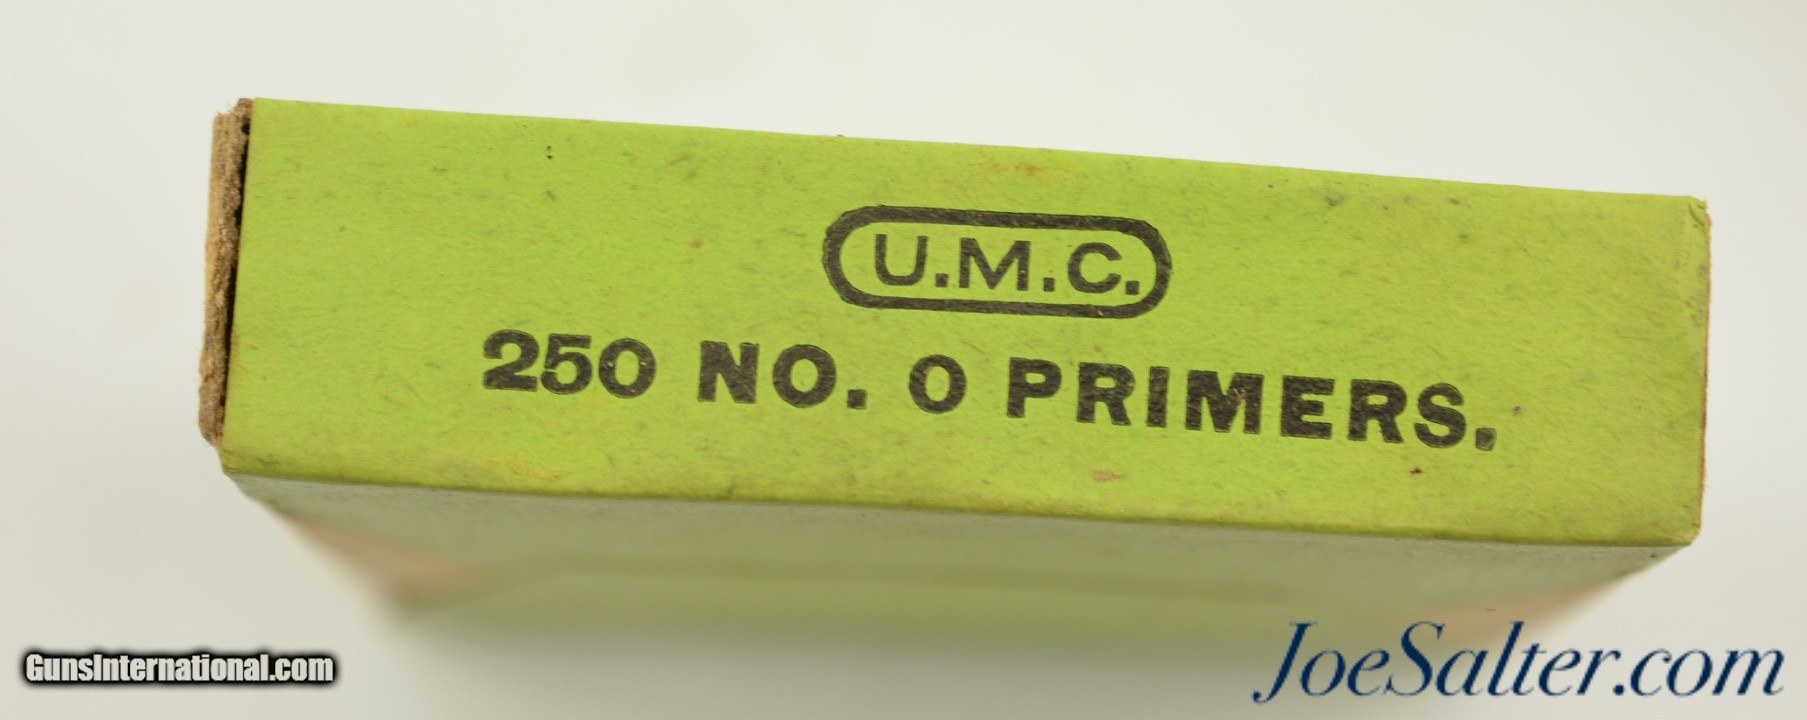 U.M.C.
250 NO. 0 PRIMERS.
GunsInternational.com
JoeSalter.com